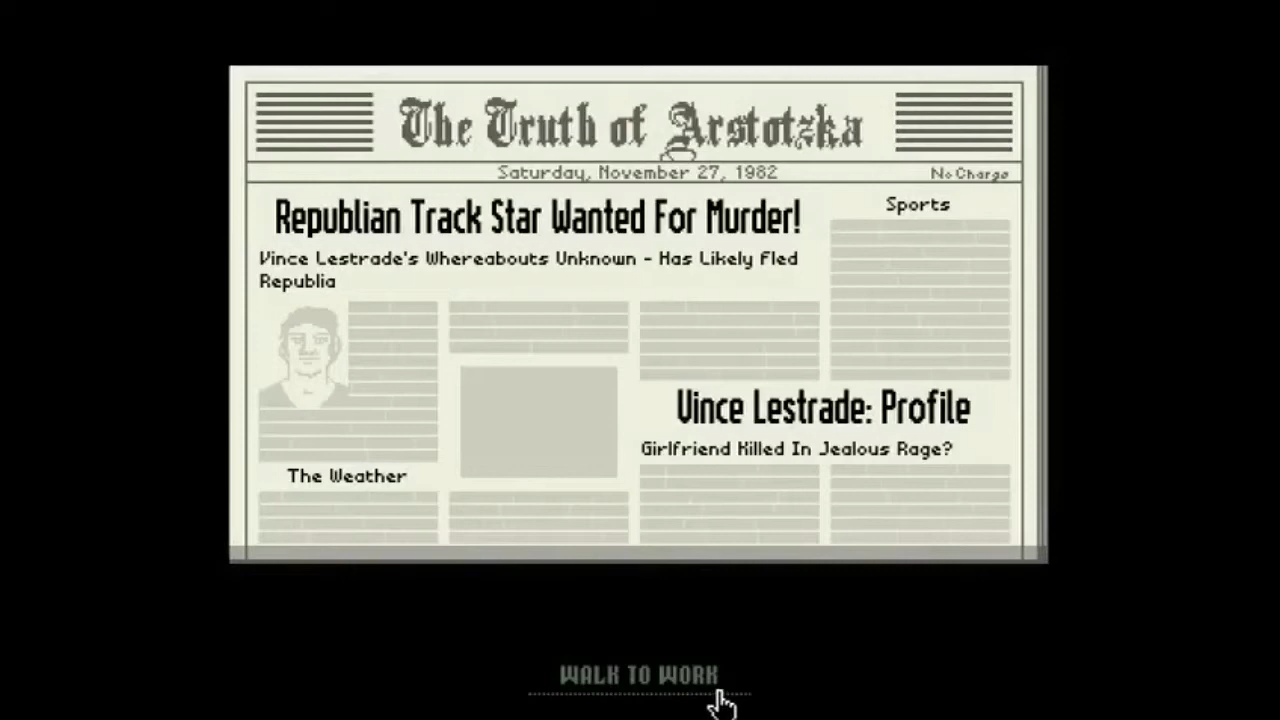 The Truth of Arstotzka
Saturday, November 27, 1982
No Charge
Republian Track Star Wanted For Murder!
Vince Lestrade's Whereabouts Unknown - Has Likely Fled
Republia
Sports
Vince Lestrade: Profile
Girlfriend Killed In Jealous Rage?
The Weather
WALK TO WORK